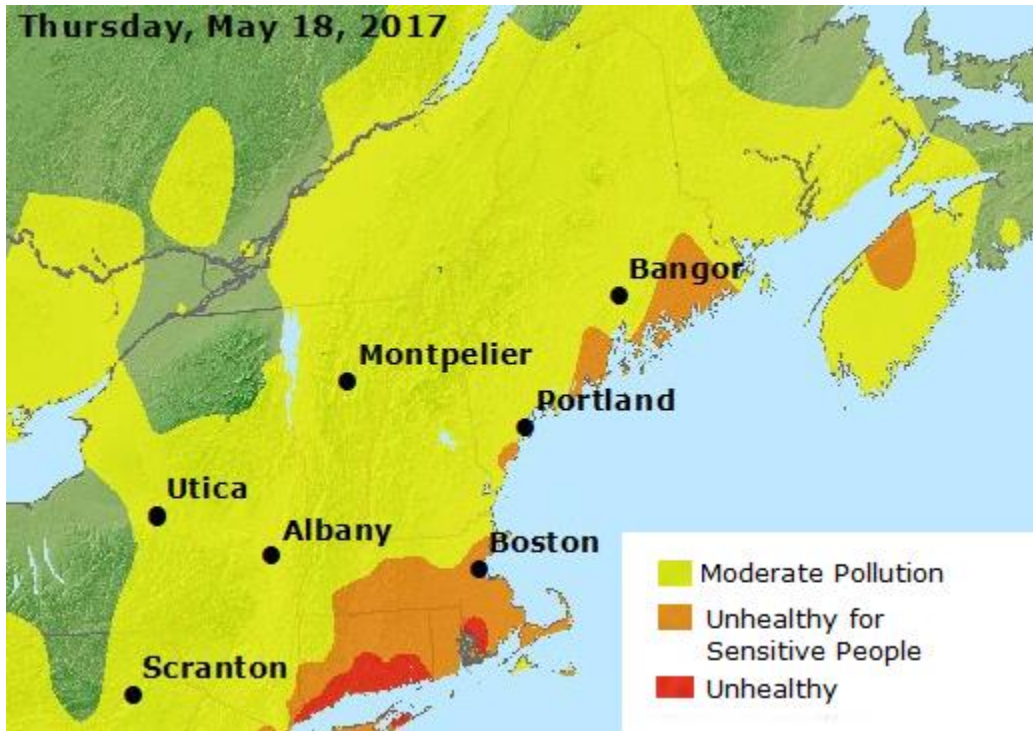 Thursday, May 18, 2017
Bangor
Montpelier
Portland
Utica
Albany
Boston
Scranton
Moderate Pollution
Unhealthy for
Sensitive People
Unhealthy